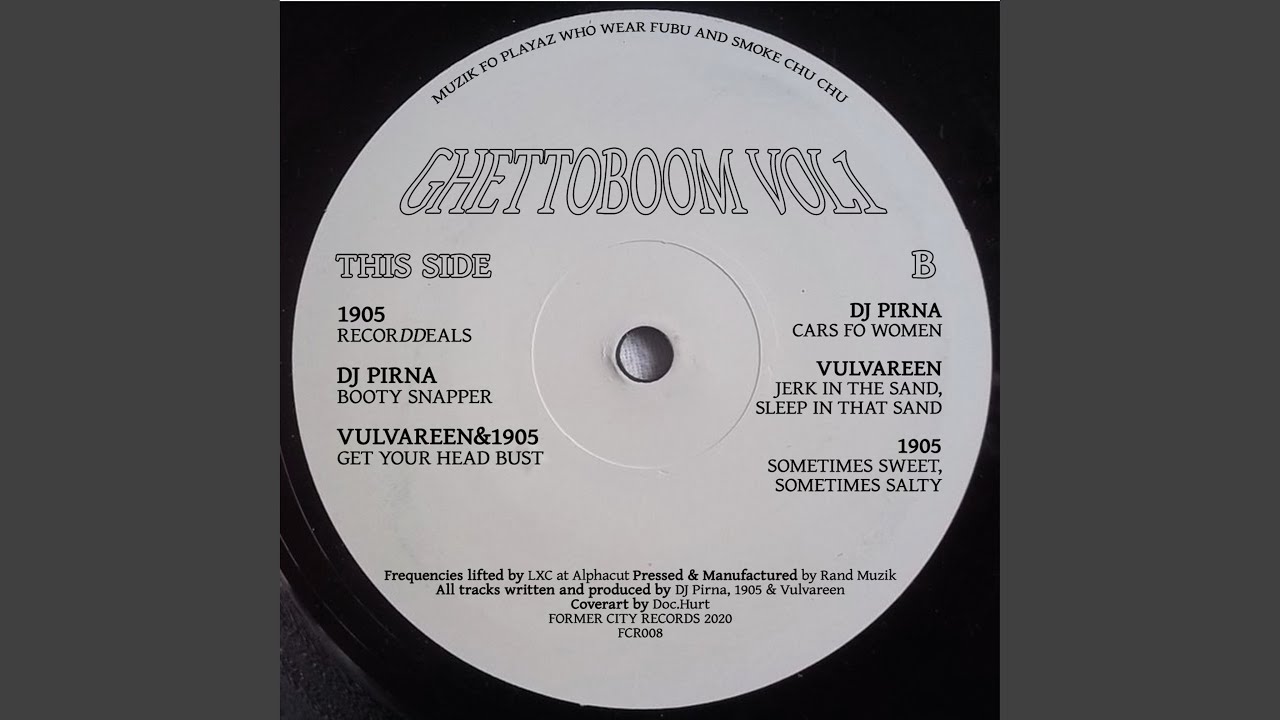 MUZIK FO PLAYAZ WHO WEAR FUBU AND SMOKE CHU CHU
GHETTOBOOM VOL1
THIS SIDE
B
1905
RECORDDEALS
DJ PIRNA
BOOTY SNAPPER
VULVAREEN&1905
GET YOUR HEAD BUST
DJ PIRNA
CARS FO WOMEN
VULVAREEN
JERK IN THE SAND,
SLEEP IN THAT SAND
1905
SOMETIMES SWEET,
SOMETIMES SALTY
Frequencies lifted by LXC at Alphacut Pressed & Manufactured by Rand Muzik
All tracks written and produced by DJ Pirna, 1905 & Vulvareen
Coverart by Doc.Hurt
FORMER CITY RECORDS 2020
FCR008